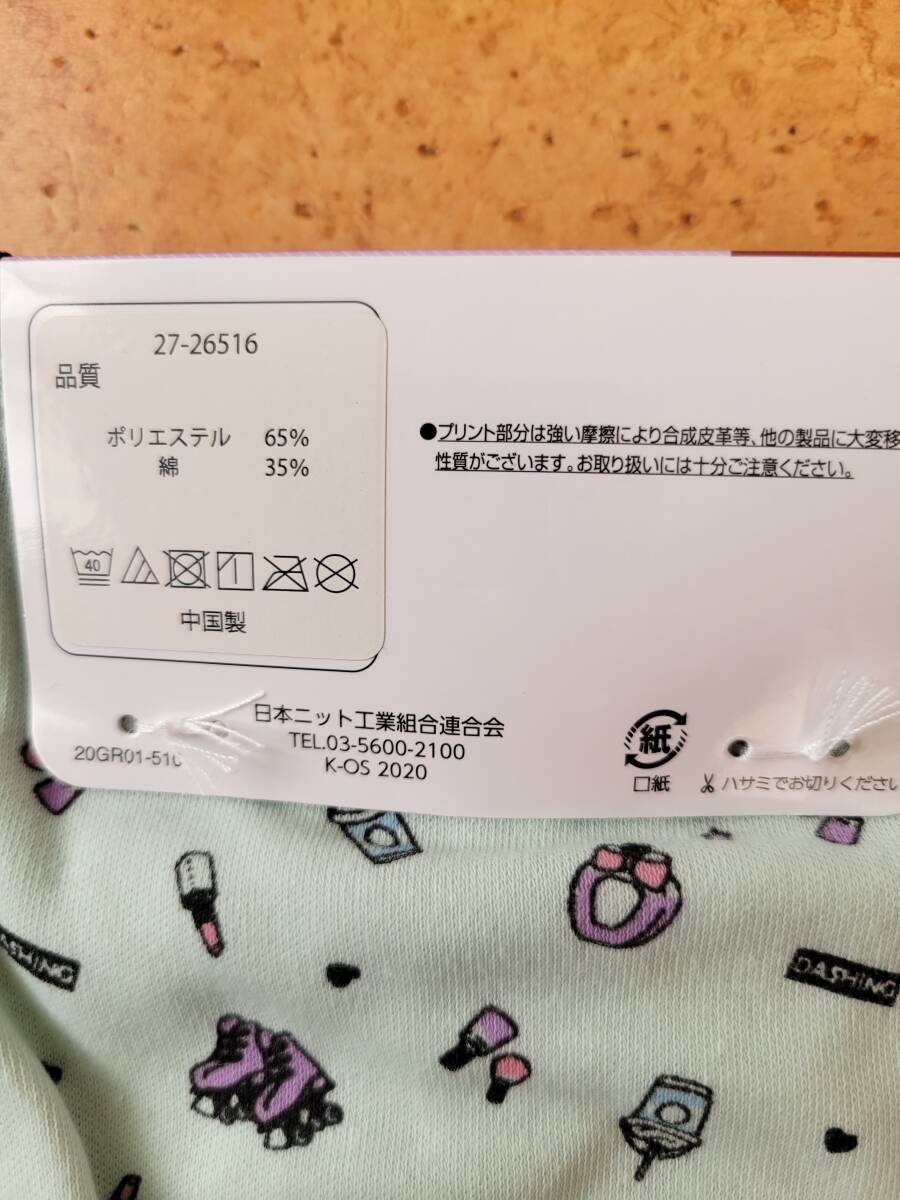 27-26516
品質
ポリエステル 65%
綿 35%
40
中国製
●プリント部分は強い摩擦により合成皮革等、他の製品に大変移
性質がございます。お取り扱いには十分ご注意ください。
日本ニット工業組合連合会
TEL.03-5600-2100
K-OS 2020
20GR01-510
紙
口紙
ハサミでお切りくださ
DASHING
DASHING